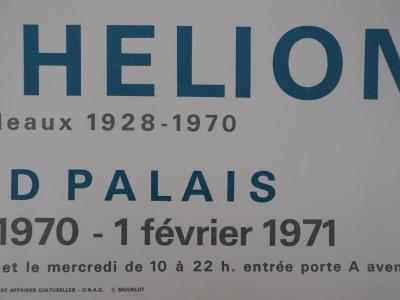 HELION
leaux 1928-1970
D PALAIS
1970 - 1 février 1971
et le mercredi de 10 à 22 h. entrée porte A aven
TAT AFFAIRES CULTURELLES - C.N.A.C. © MOURLOT